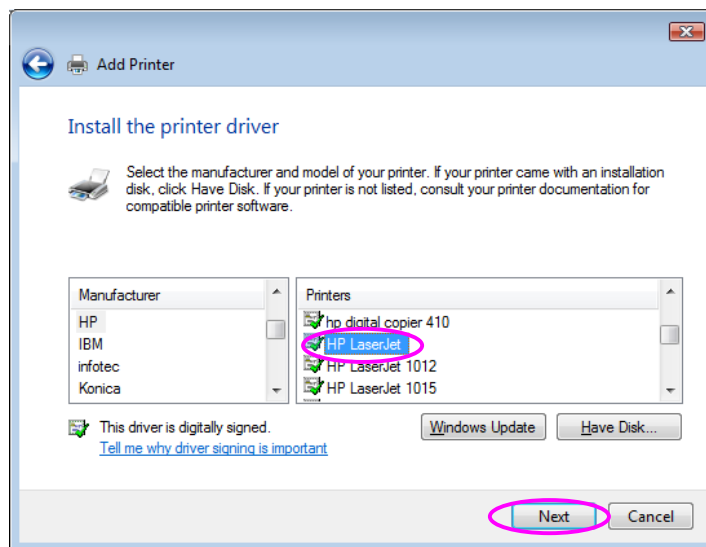 Add Printer
Install the printer driver
Select the manufacturer and model of your printer. If your printer came with an installation
disk, click Have Disk. If your printer is not listed, consult your printer documentation for
compatible printer software.
Manufacturer
HP
IBM
infotec
Konica
Printers
hp digital copier 410
HP LaserJet
HP LaserJet 1012
HP LaserJet 1015
This driver is digitally signed.
Tell me why driver signing is important
Windows Update
Have Disk...
Next
Cancel